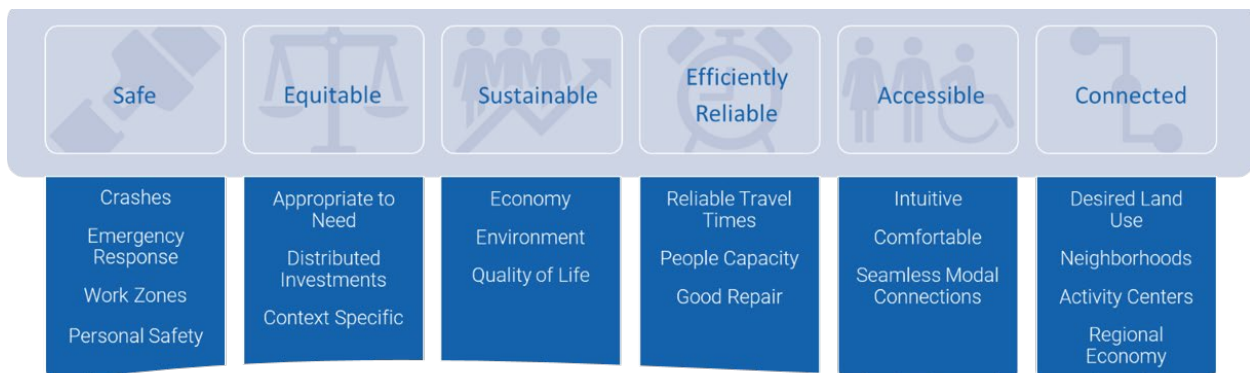 Safe
Equitable
Sustainable
Efficiently
Reliable
Accessible
Connected
Crashes
Emergency
Response
Work Zones
Personal Safety
Appropriate to
Need
Distributed
Investments
Context Specific
Economy
Environment
Quality of Life
Reliable Travel
Times
People Capacity
Good Repair
Intuitive
Comfortable
Seamless Modal
Connections
Desired Land
Use
Neighborhoods
Activity Centers
Regional
Economy